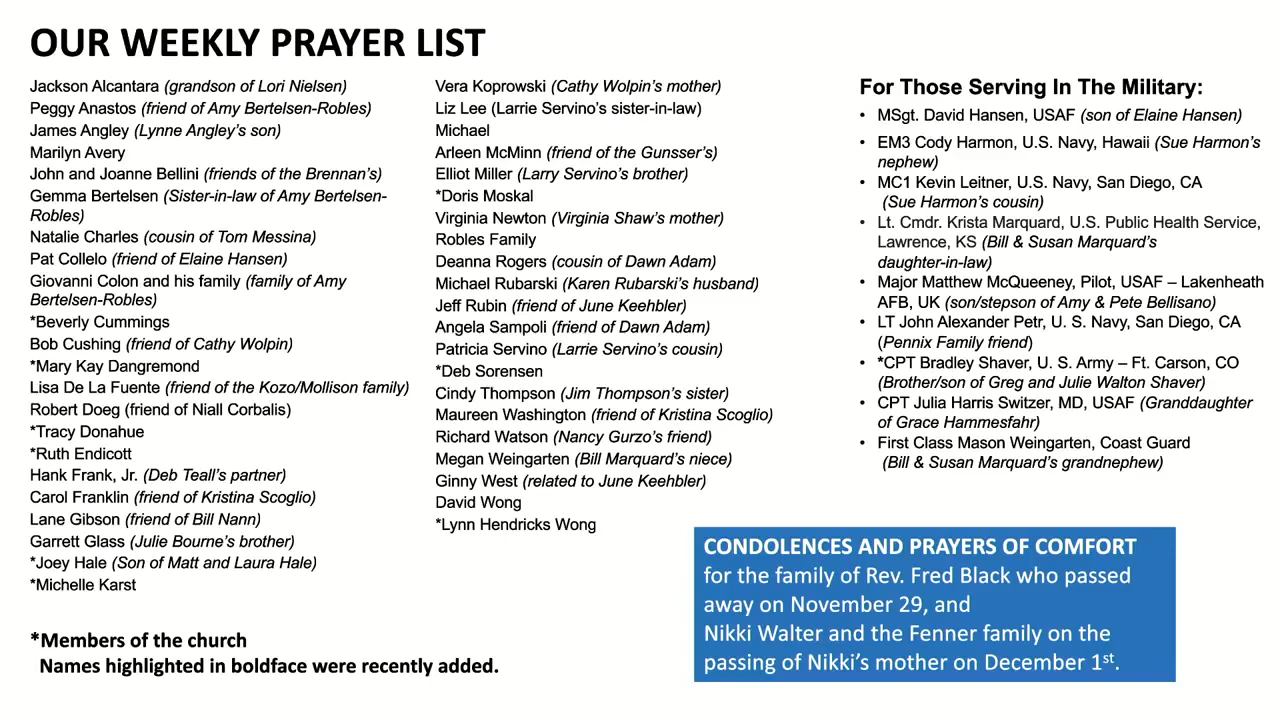 OUR WEEKLY PRAYER LIST
Jackson Alcantara (grandson of Lori Nielsen)
Peggy Anastos (friend of Amy Bertelsen-Robles)
James Angley (Lynne Angley's son)
Marilyn Avery
John and Joanne Bellini (friends of the Brennan's)
Gemma Bertelsen (Sister-in-law of Amy Bertelsen-
Robles)
Natalie Charles (cousin of Tom Messina)
Pat Collelo (friend of Elaine Hansen)
Giovanni Colon and his family (family of Amy
Bertelsen-Robles)
*Beverly Cummings
Bob Cushing (friend of Cathy Wolpin)
*Mary Kay Dangremond
Lisa De La Fuente (friend of the Kozo/Mollison family)
Robert Doeg (friend of Niall Corbalis)
*Tracy Donahue
*Ruth Endicott
Hank Frank, Jr. (Deb Teall's partner)
Carol Franklin (friend of Kristina Scoglio)
Lane Gibson (friend of Bill Nann)
Garrett Glass (Julie Bourne's brother)
*Joey Hale (Son of Matt and Laura Hale)
*Michelle Karst
*Members of the church
Names highlighted in boldface were recently added.
Vera Koprowski (Cathy Wolpin's mother)
Liz Lee (Larrie Servino's sister-in-law)
Michael
Arleen McMinn (friend of the Gunsser's)
Elliot Miller (Larry Servino's brother)
*Doris Moskal
Virginia Newton (Virginia Shaw's mother)
Robles Family
Deanna Rogers (cousin of Dawn Adam)
Michael Rubarski (Karen Rubarski's husband)
Jeff Rubin (friend of June Keehbler)
Angela Sampoli (friend of Dawn Adam)
Patricia Servino (Larrie Servino's cousin)
*Deb Sorensen
Cindy Thompson (Jim Thompson's sister)
Maureen Washington (friend of Kristina Scoglio)
Richard Watson (Nancy Gurzo's friend)
Megan Weingarten (Bill Marquard's niece)
Ginny West (related to June Keehbler)
David Wong
*Lynn Hendricks Wong
For Those Serving In The Military:
• MSgt. David Hansen, USAF (son of Elaine Hansen)
• EM3 Cody Harmon, U.S. Navy, Hawaii (Sue Harmon's
nephew)
• MC1 Kevin Leitner, U.S. Navy, San Diego, CA
(Sue Harmon's cousin)
• Lt. Cmdr. Krista Marquard, U.S. Public Health Service,
Lawrence, KS (Bill & Susan Marquard's
daughter-in-law)
• Major Matthew McQueeney, Pilot, USAF – Lakenheath
AFB, UK (son/stepson of Amy & Pete Bellisano)
• LT John Alexander Petr, U. S. Navy, San Diego, CA
(Pennix Family friend)
• *CPT Bradley Shaver, U. S. Army – Ft. Carson, CO
(Brother/son of Greg and Julie Walton Shaver)
• CPT Julia Harris Switzer, MD, USAF (Granddaughter
of Grace Hammesfahr)
• First Class Mason Weingarten, Coast Guard
(Bill & Susan Marquard's grandnephew)
CONDOLENCES AND PRAYERS OF COMFORT
for the family of Rev. Fred Black who passed
away on November 29, and
Nikki Walter and the Fenner family on the
passing of Nikki's mother on December 1st.